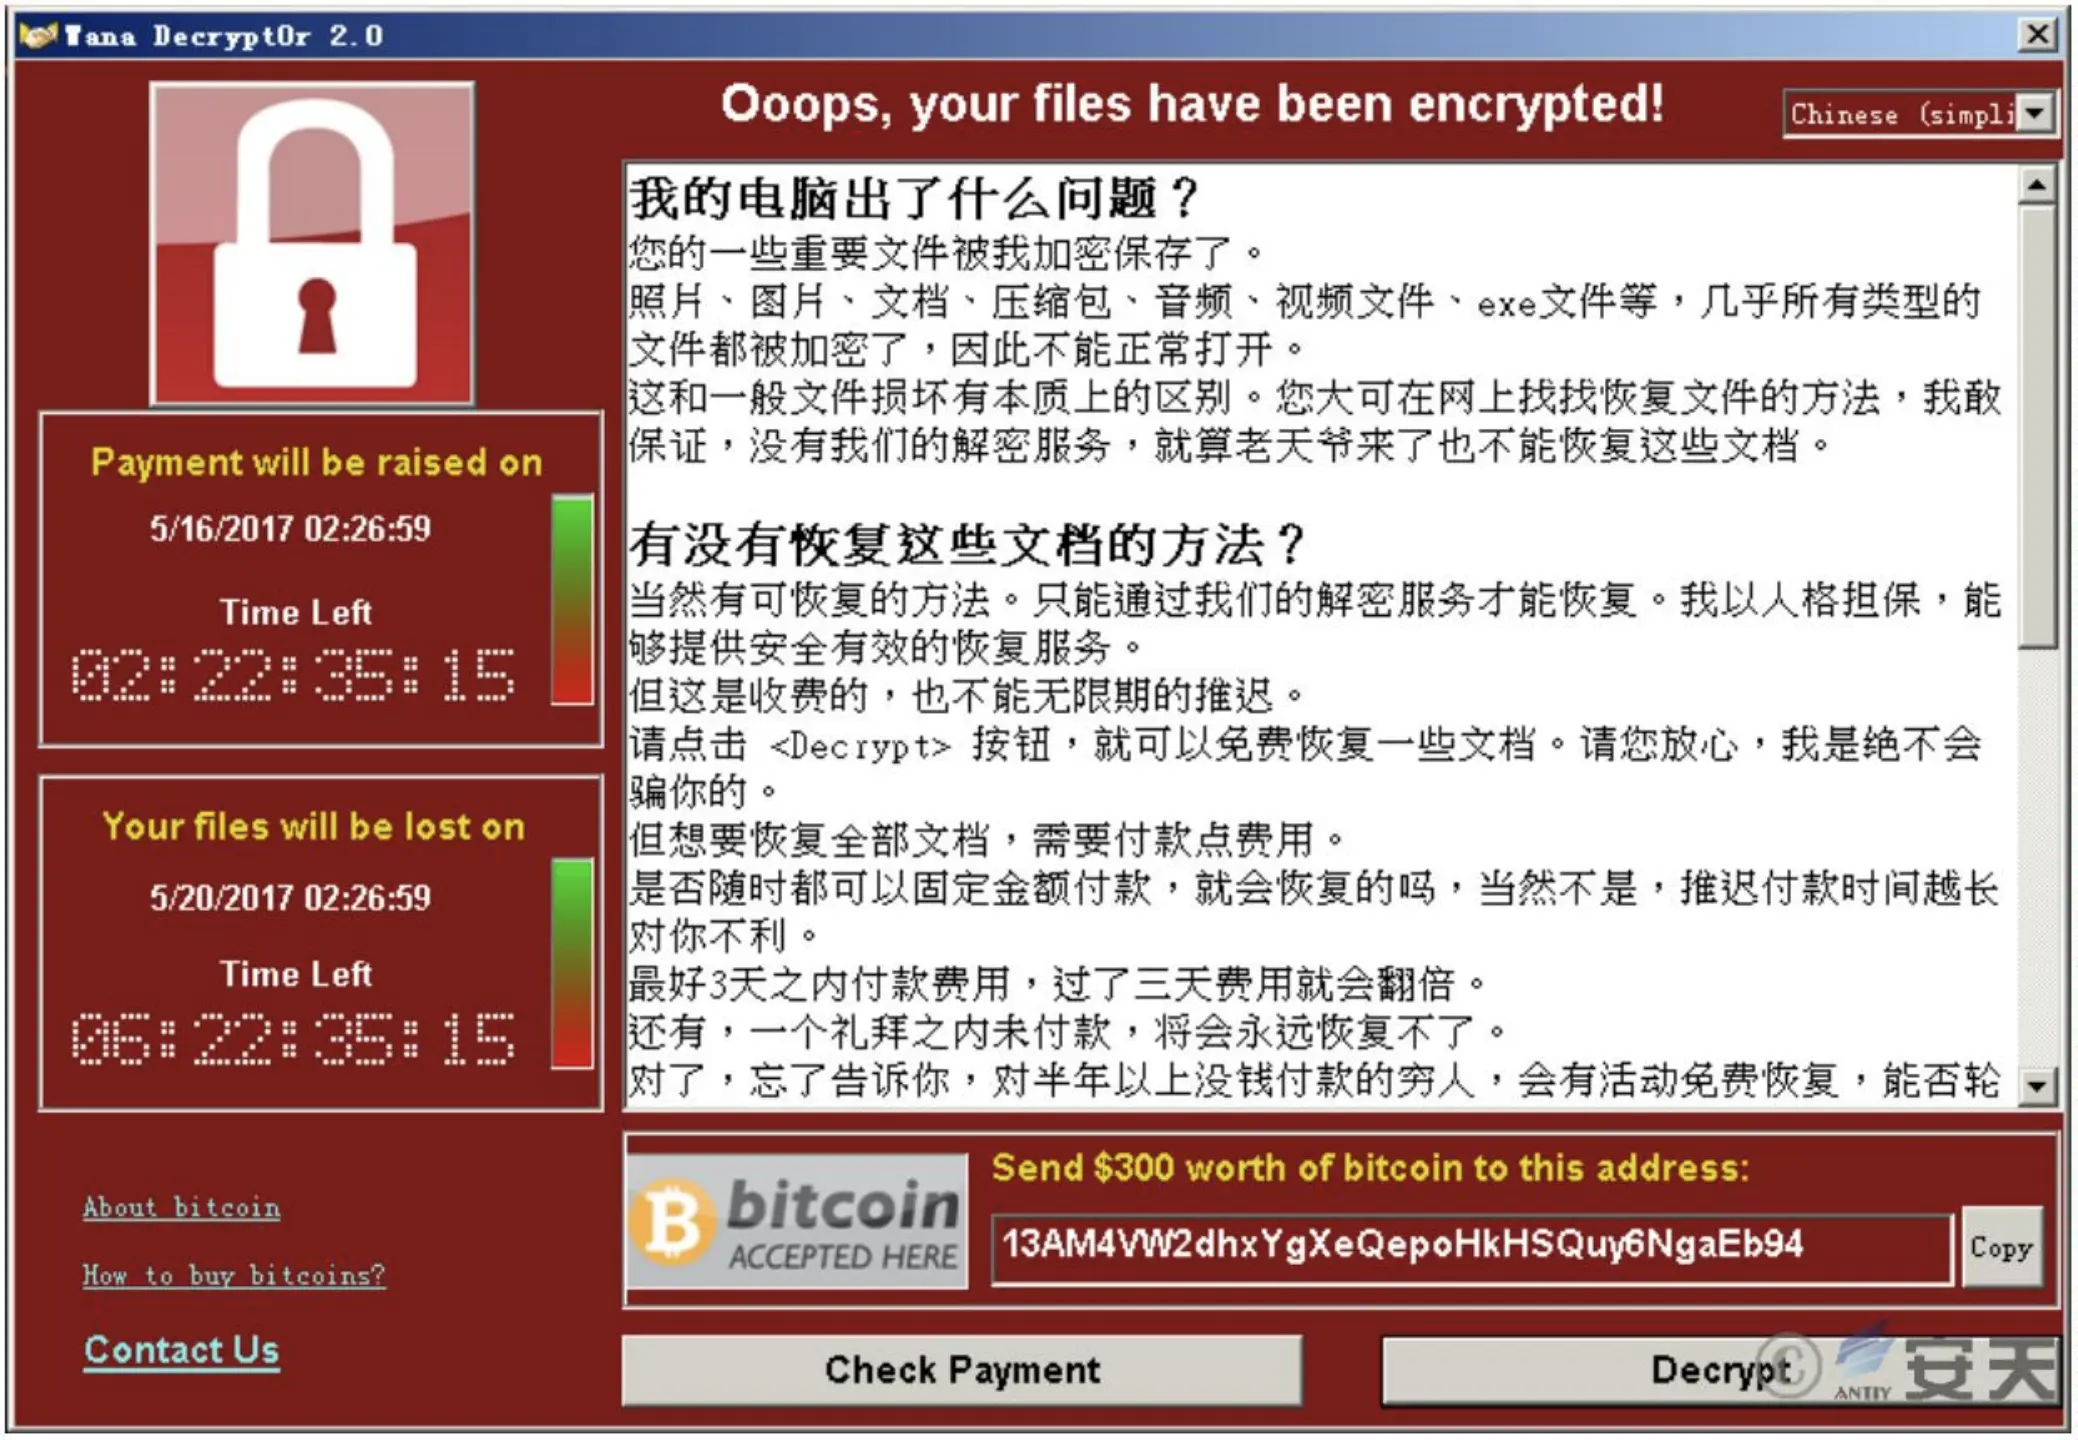 Wana Decrypt0r 2.0
Ooops, your files have been encrypted!
Chinese (simpli
Payment will be raised on
5/16/2017 02:26:59
Time Left
02:22:35:15
Your files will be lost on
5/20/2017 02:26:59
Time Left
06:22:35:15
About bitcoin
How to buy bitcoins?
Contact Us
我的电脑出了什么问题？
您的一些重要文件被我加密保存了。
照片、图片、文档、压缩包、音频、视频文件、exe文件等，几乎所有类型的
文件都被加密了，因此不能正常打开。
这和一般文件损坏有本质上的区别。您大可在网上找找恢复文件的方法，我敢
保证，没有我们的解密服务，就算老天爷来了也不能恢复这些文档。
有没有恢复这些文档的方法？
当然有可恢复的方法。只能通过我们的解密服务才能恢复。我以人格担保，能
够提供安全有效的恢复服务。
但这是收费的，也不能无限期的推迟。
请点击 <Decrypt> 按钮，就可以免费恢复一些文档。请您放心，我是绝不会
骗你的。
但想要恢复全部文档，需要付款点费用。
是否随时都可以固定金额付款，就会恢复的吗，当然不是，推迟付款时间越长
对你不利。
最好3天之内付款费用，过了三天费用就会翻倍。
还有，一个礼拜之内未付款，将会永远恢复不了。
对了，忘了告诉你，对半年以上没钱付款的穷人，会有活动免费恢复，能否轮
bitcoin
ACCEPTED HERE
Send $300 worth of bitcoin to this address:
13AM4VW2dhxYgXeQepoHkHSQuy6NgaEb94
Copy
Check Payment
Decrypt
© ANTIY 安天